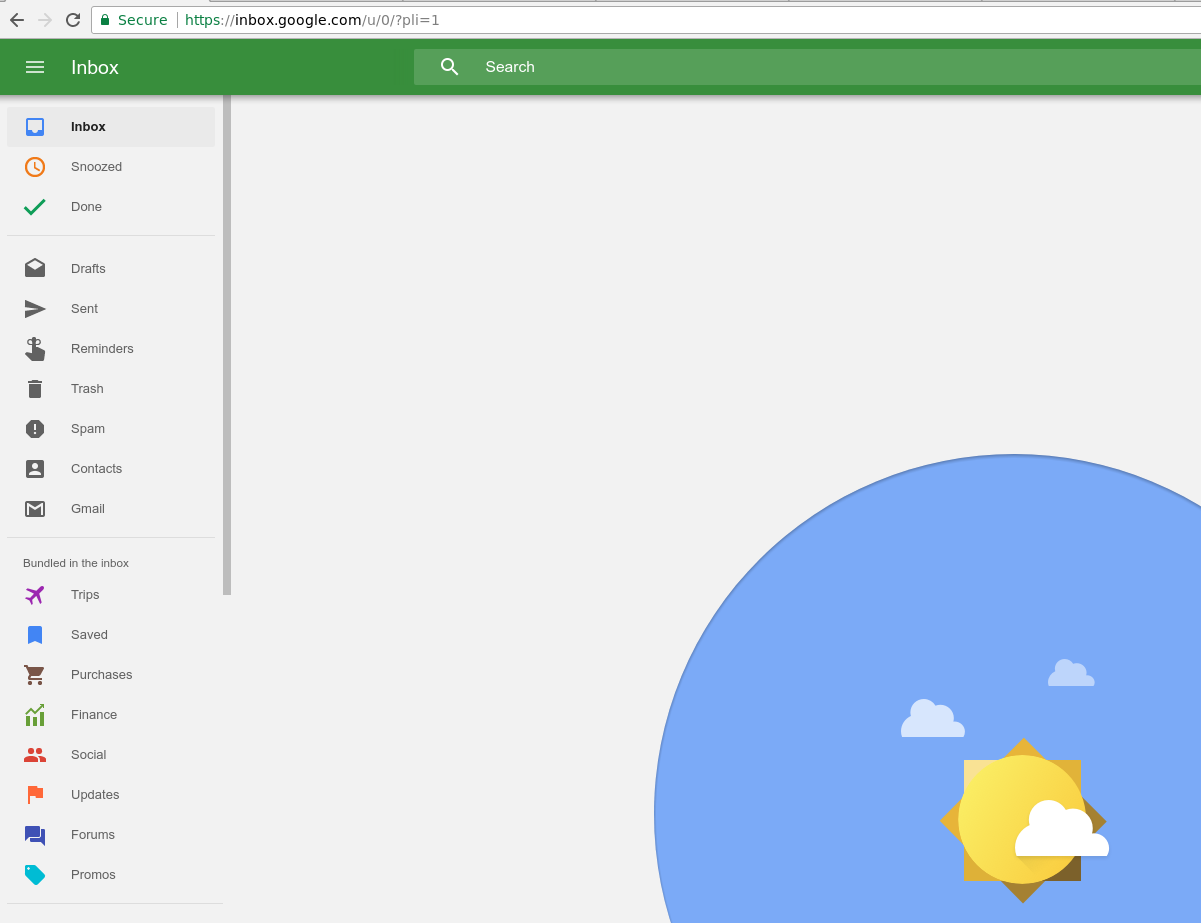 Secure https://inbox.google.com/u/0/?pli=1
Inbox Search
Inbox
Snoozed
Done
Drafts
Sent
Reminders
Trash
Spam
Contacts
Gmail
Bundled in the inbox
Trips
Saved
Purchases
Finance
Social
Updates
Forums
Promos